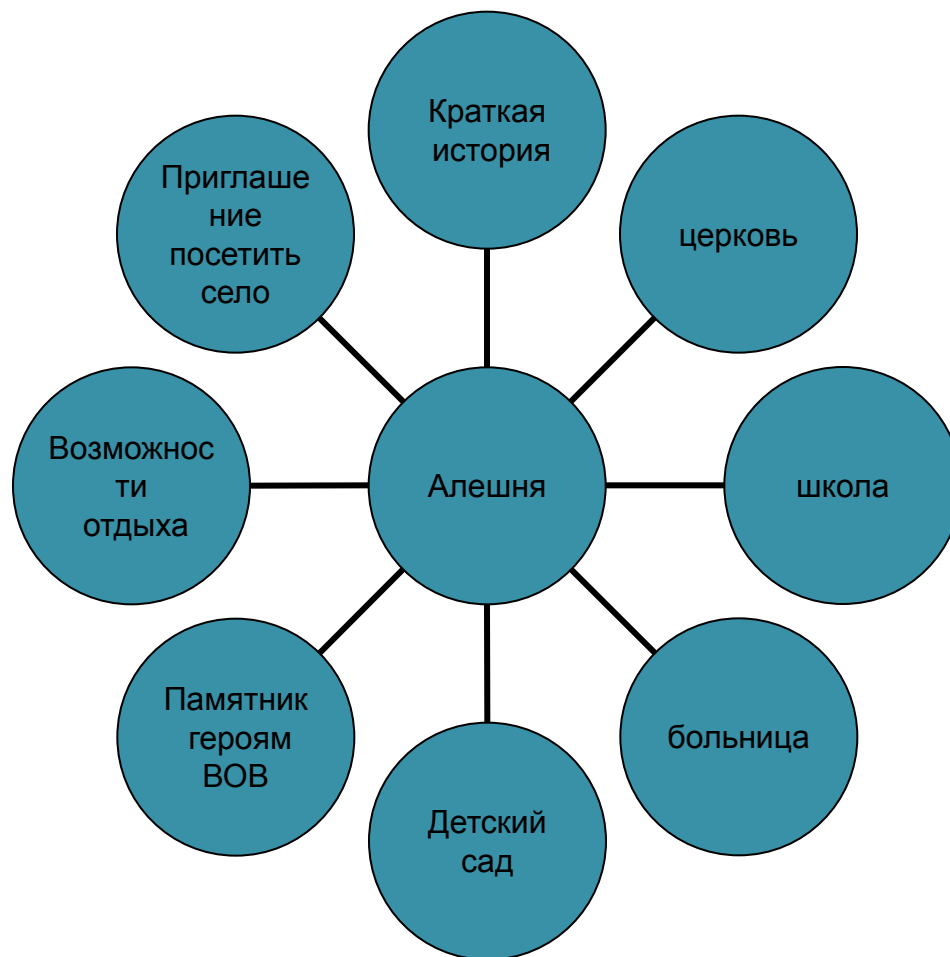 Краткая
история
Приглаше
ние
посетить
село
церковь
Возможнос
ти
отдыха
Алешня
школа
Памятник
героям
ВОВ
больница
Детский
сад